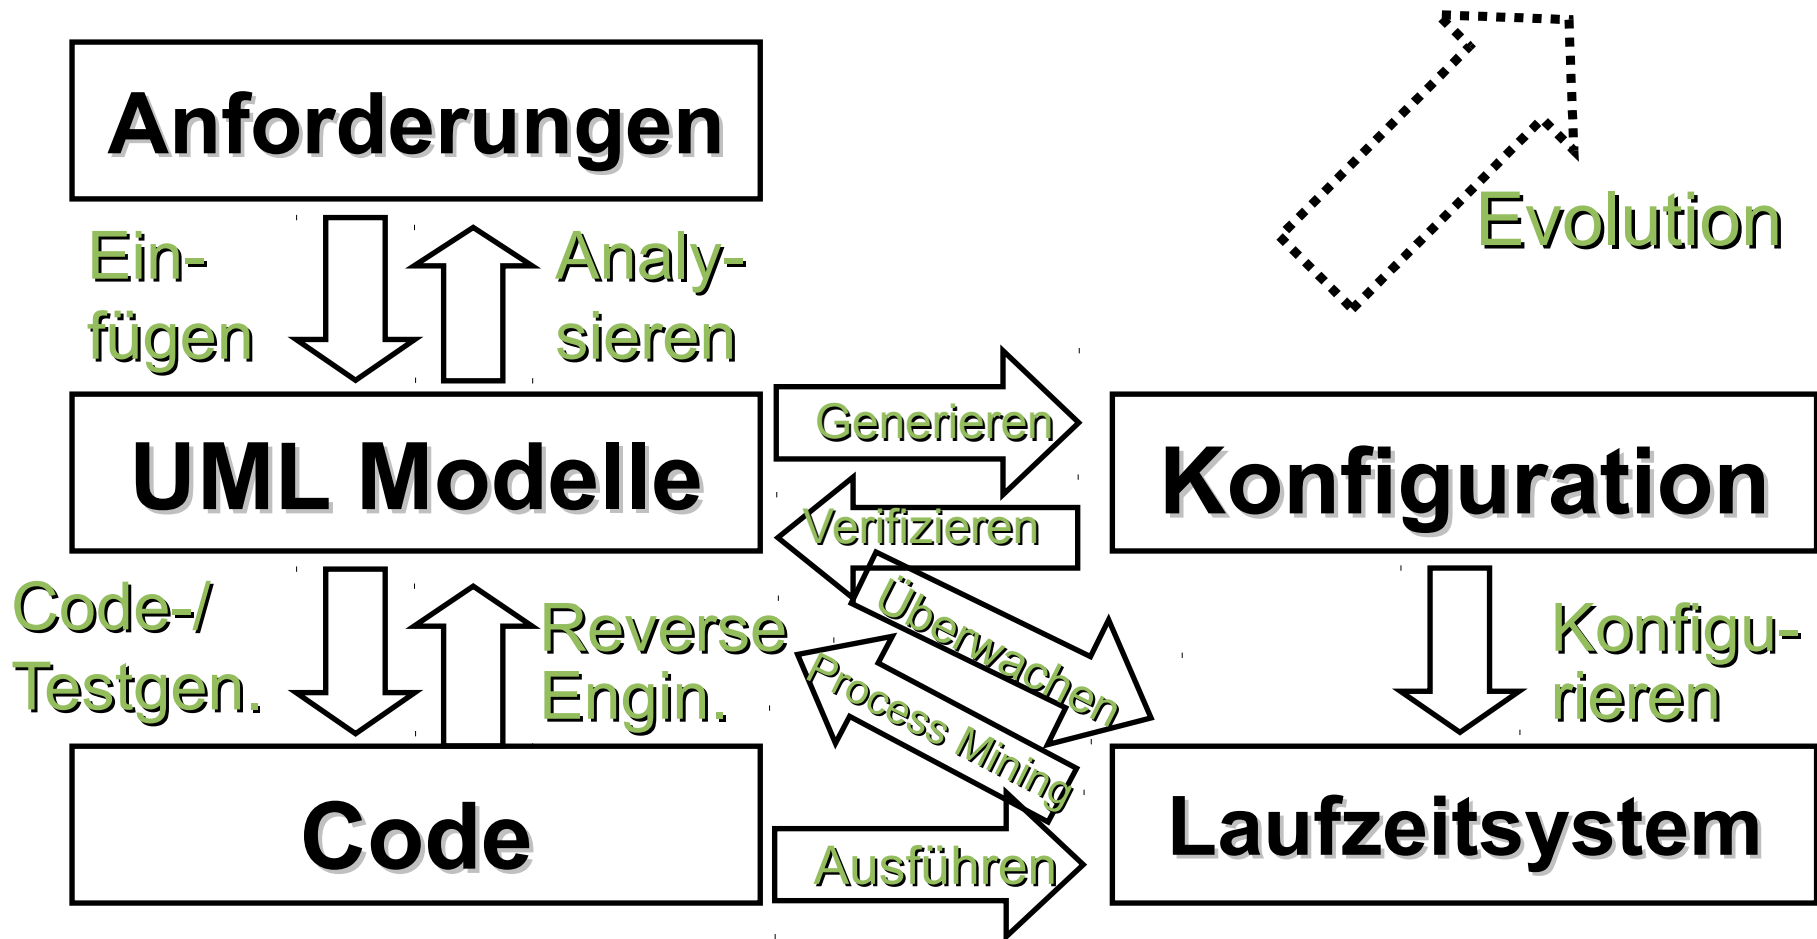 Anforderungen
Evolution
Ein-
fügen
Analy-
sieren
UML Modelle
Generieren
Verifizieren
Konfiguration
Code-/
Testgen.
Reverse
Engin.
Überwachen
Process Mining
Konfigu-
rieren
Code
Ausführen
Laufzeitsystem